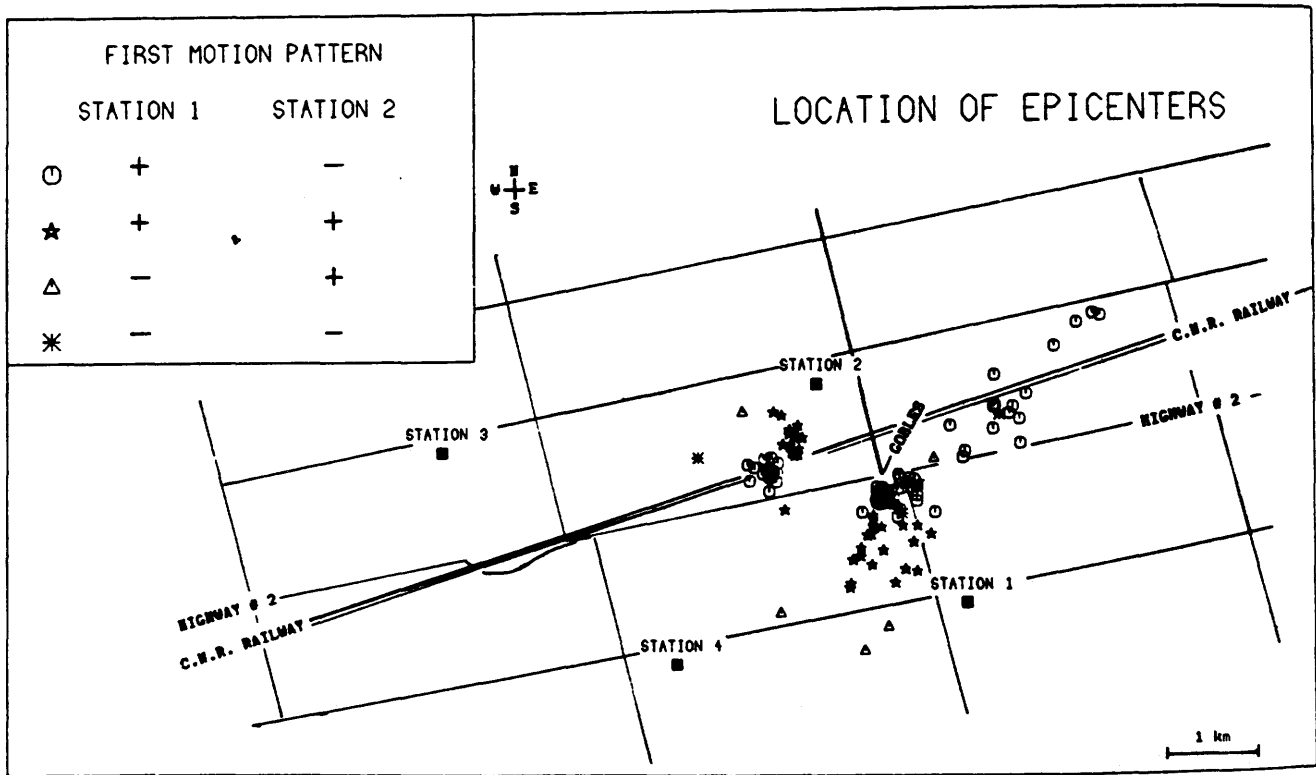 FIRST MOTION PATTERN
STATION 1 STATION 2
+ −
+ +
− +
− −
LOCATION OF EPICENTERS
N
W E
S
C.N.R. RAILWAY
STATION 2
HIGHWAY # 2
GOBLES
STATION 3
STATION 1
HIGHWAY # 2
C.N.R. RAILWAY
STATION 4
1 km